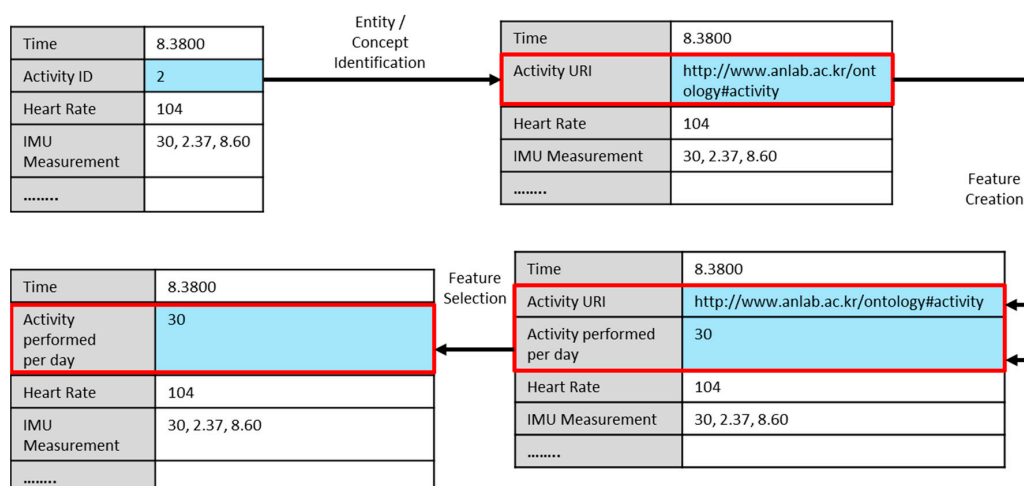 Time 8.3800
Activity ID 2
Heart Rate 104
IMU 30, 2.37, 8.60
Measurement
........
Entity /
Concept
Identification
Time 8.3800
Activity URI http://www.anlab.ac.kr/ont
ology#activity
Heart Rate 104
IMU Measurement 30, 2.37, 8.60
........
Feature
Creation
Time 8.3800
Activity URI http://www.anlab.ac.kr/ontology#activity
Activity performed 30
per day
Heart Rate 104
IMU Measurement 30, 2.37, 8.60
........
Feature
Selection
Time 8.3800
Activity 30
performed
per day
Heart Rate 104
IMU 30, 2.37, 8.60
Measurement
........